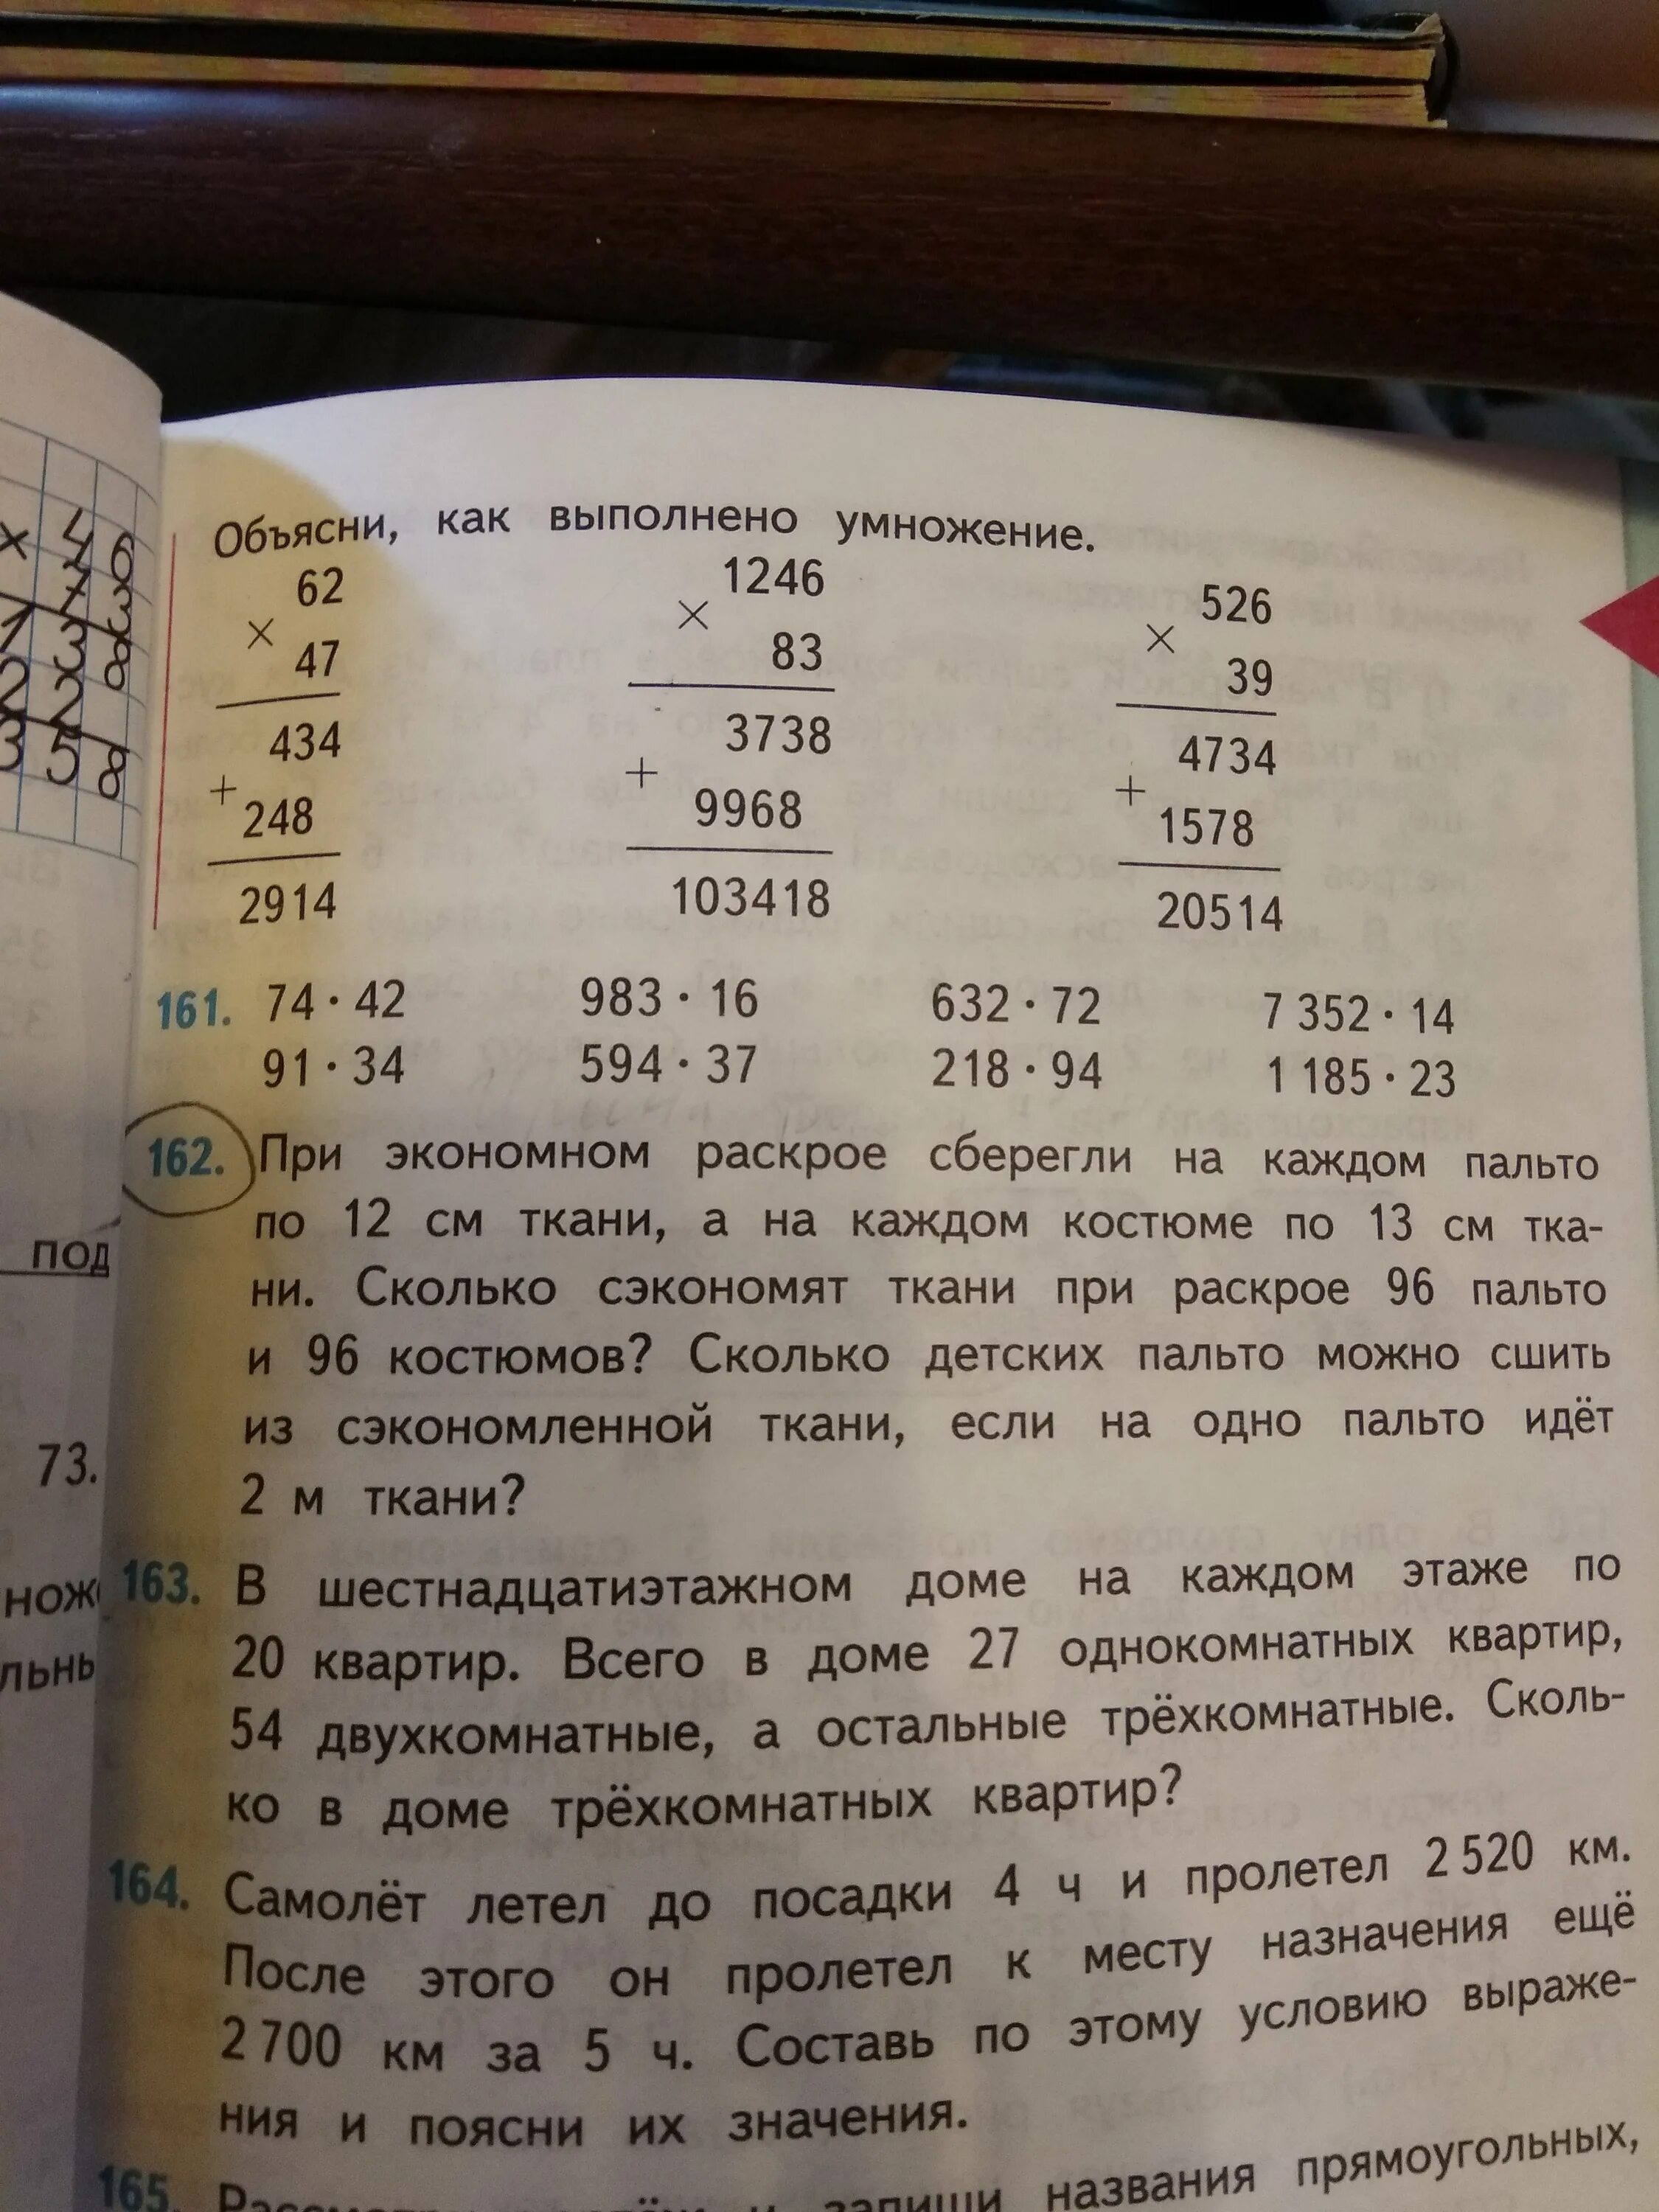 Объясни, как выполнено умножение.
62 1246 526
× × ×
47 83 39
434 3738 4734
+ + +
248 9968 1578
2914 103418 20514
161. 74 · 42 983 · 16 632 · 72 7 352 · 14
91 · 34 594 · 37 218 · 94 1 185 · 23
162. При экономном раскрое сберегли на каждом пальто
по 12 см ткани, а на каждом костюме по 13 см тка-
ни. Сколько сэкономят ткани при раскрое 96 пальто
и 96 костюмов? Сколько детских пальто можно сшить
из сэкономленной ткани, если на одно пальто идёт
2 м ткани?
163. В шестнадцатиэтажном доме на каждом этаже по
20 квартир. Всего в доме 27 однокомнатных квартир,
54 двухкомнатные, а остальные трёхкомнатные. Сколь-
ко в доме трёхкомнатных квартир?
164. Самолёт летел до посадки 4 ч и пролетел 2 520 км.
После этого он пролетел к месту назначения ещё
2 700 км за 5 ч. Составь по этому условию выраже-
ния и поясни их значения.
165. запиши названия прямоугольных,
под
73.